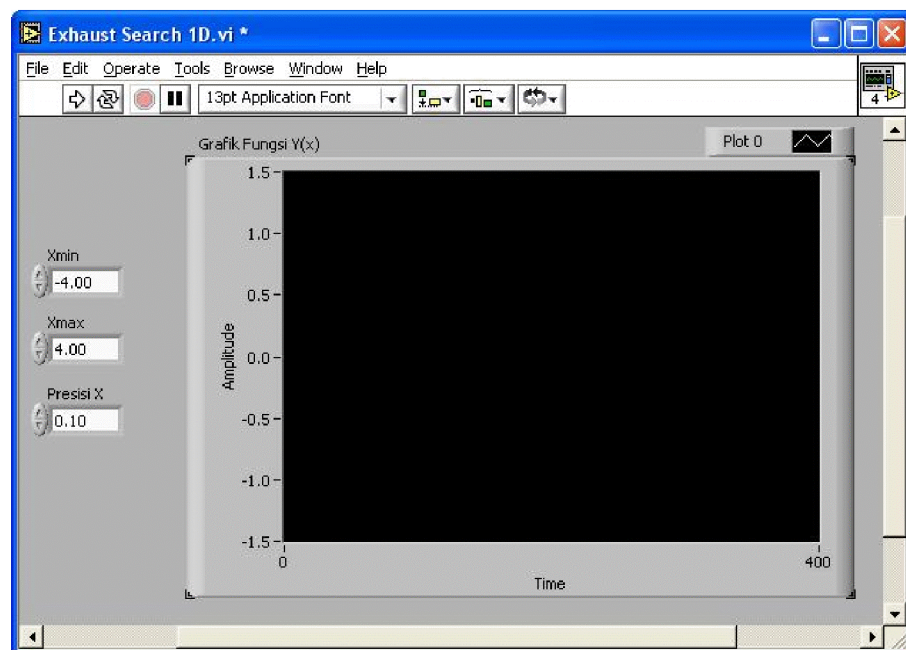 Exhaust Search 1D.vi *
File Edit Operate Tools Browse Window Help
13pt Application Font
4
Grafik Fungsi Y(x)
Plot 0
1.5
1.0
0.5
0.0
-0.5
-1.0
-1.5
Amplitude
0
400
Time
Xmin
-4.00
Xmax
4.00
Presisi X
0.10